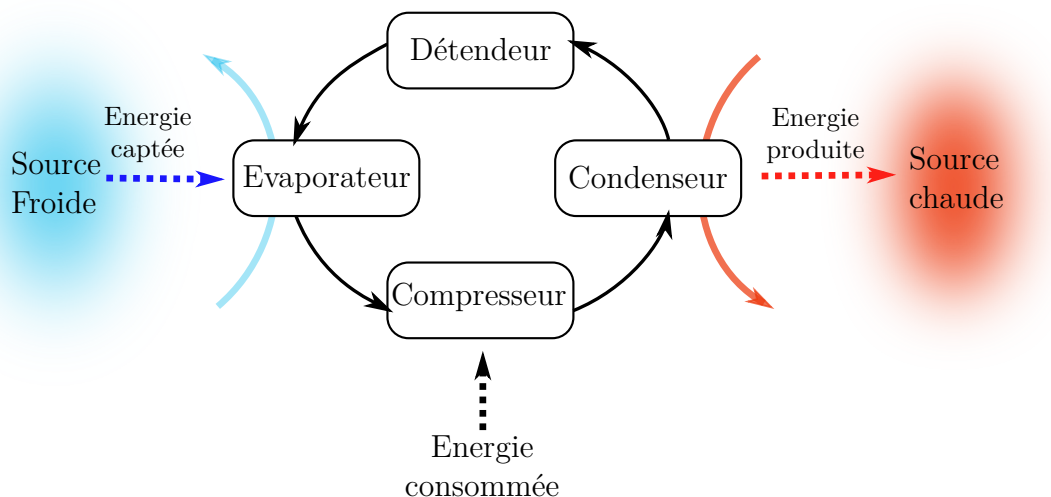 Détendeur
Energie
captée
Source
Froide
Evaporateur
Condenseur
Energie
produite
Source
chaude
Compresseur
Energie
consommée